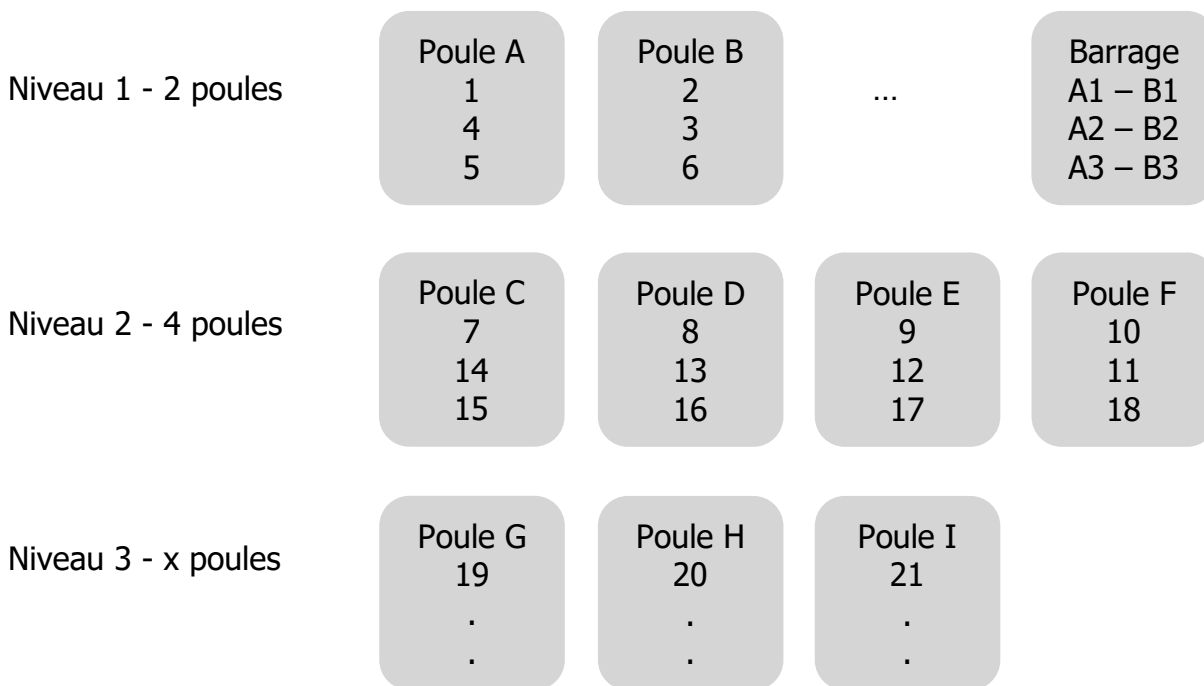 Niveau 1 - 2 poules
Poule A
1
4
5
Poule B
2
3
6
...
Barrage
A1 – B1
A2 – B2
A3 – B3
Niveau 2 - 4 poules
Poule C
7
14
15
Poule D
8
13
16
Poule E
9
12
17
Poule F
10
11
18
Niveau 3 - x poules
Poule G
19
.
.
Poule H
20
.
.
Poule I
21
.
.